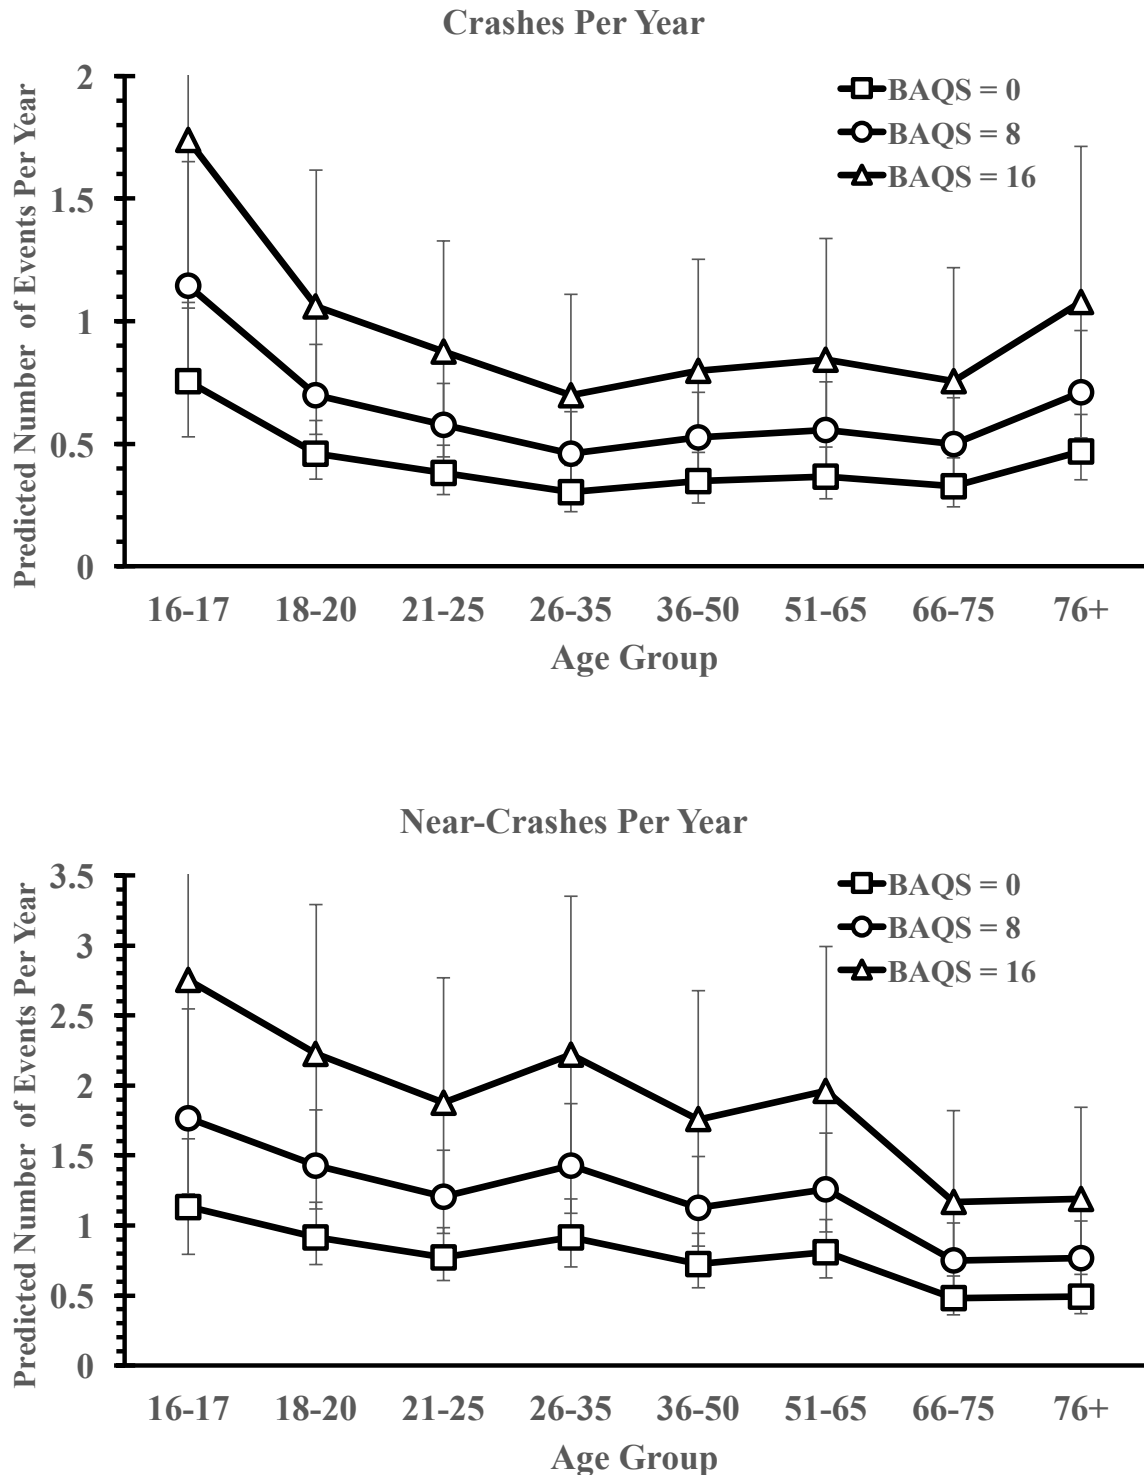 Crashes Per Year
Predicted Number of Events Per Year
2
1.5
1
0.5
0
BAQS = 0
BAQS = 8
BAQS = 16
16-17 18-20 21-25 26-35 36-50 51-65 66-75 76+
Age Group
Near-Crashes Per Year
Predicted Number of Events Per Year
3.5
3
2.5
2
1.5
1
0.5
0
BAQS = 0
BAQS = 8
BAQS = 16
16-17 18-20 21-25 26-35 36-50 51-65 66-75 76+
Age Group